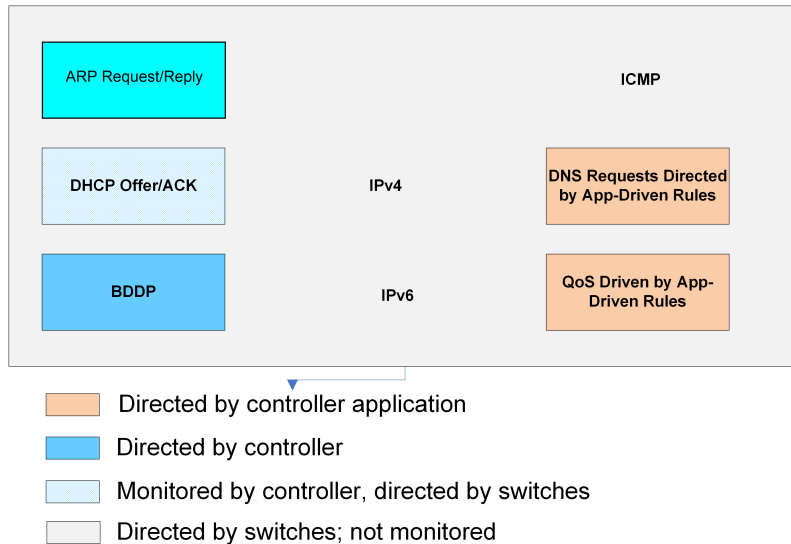 ARP Request/Reply
ICMP
DHCP Offer/ACK
IPv4
DNS Requests Directed
by App-Driven Rules
BDDP
IPv6
QoS Driven by App-
Driven Rules
Directed by controller application
Directed by controller
Monitored by controller, directed by switches
Directed by switches; not monitored